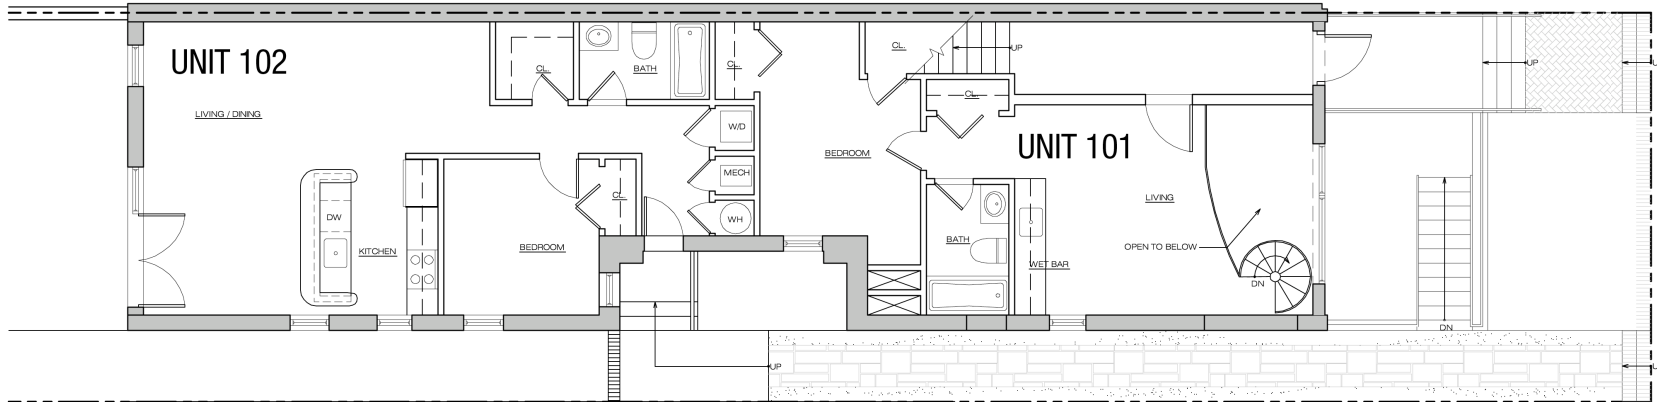 UNIT 102
LIVING / DINING
CL.
BATH
CL.
CL.
UP
UP
W/D
CL.
MECH
BEDROOM
UNIT 101
CL.
WH
DW
KITCHEN
BEDROOM
LIVING
BATH
OPEN TO BELOW
WET BAR
DN
DN
UP